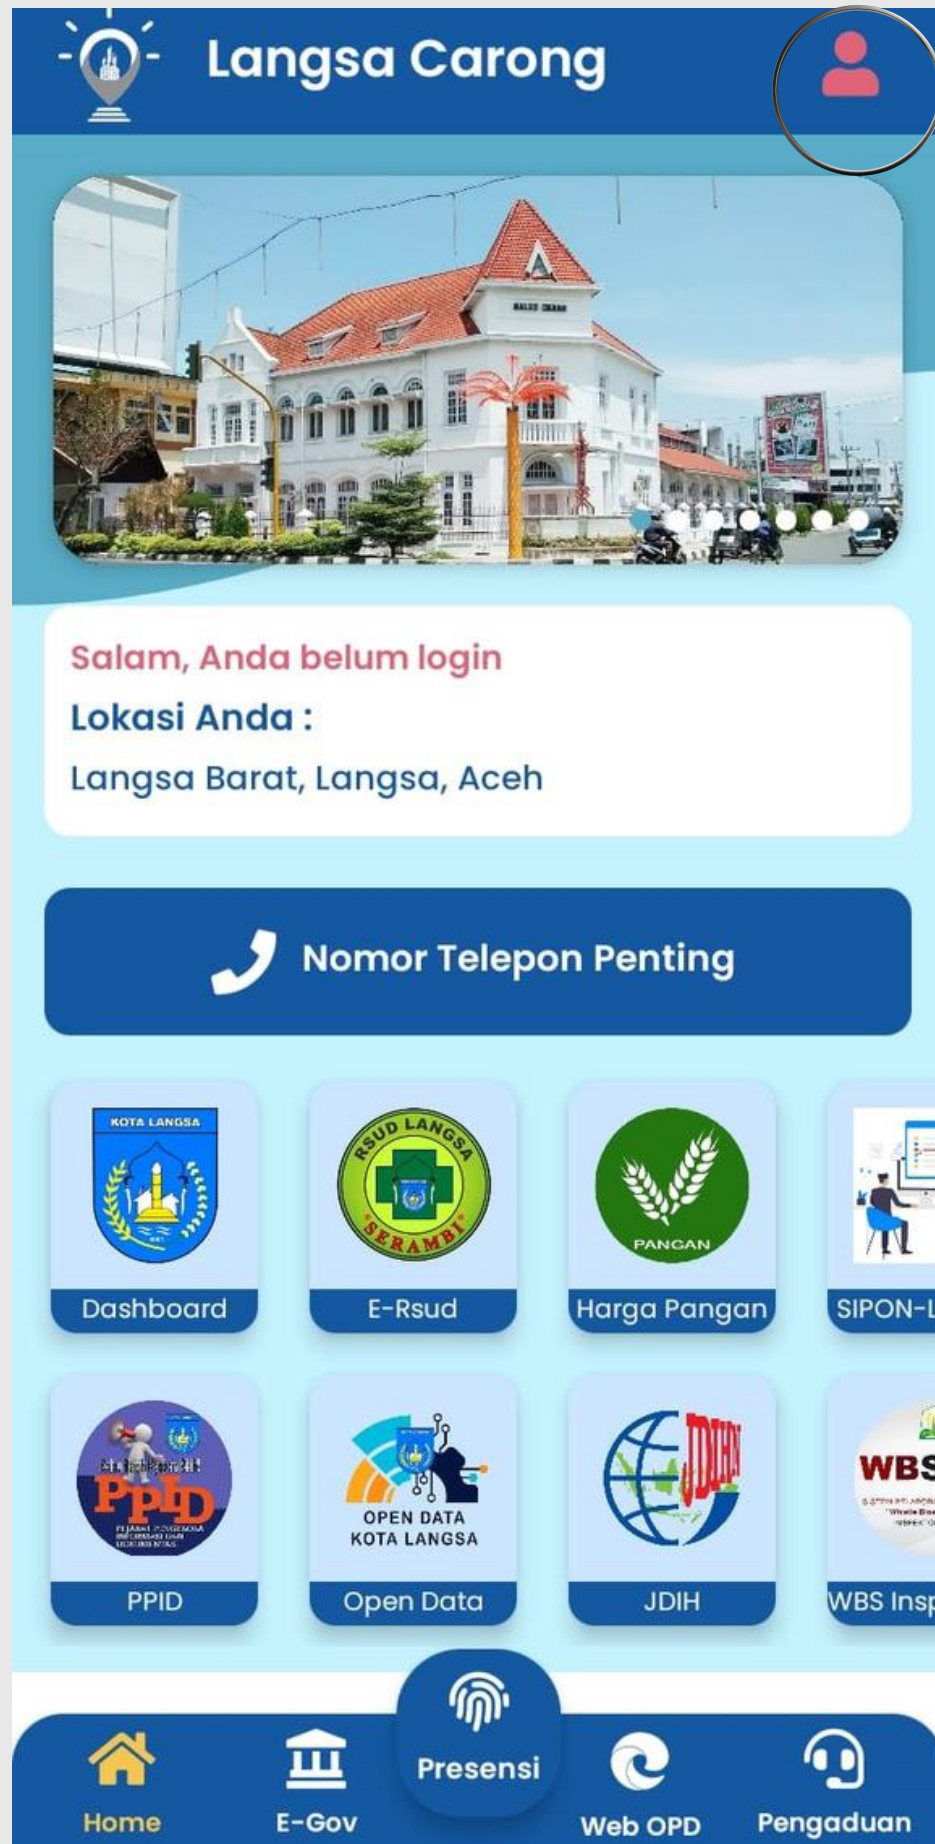 Langsa Carong
Salam, Anda belum login
Lokasi Anda :
Langsa Barat, Langsa, Aceh
Nomor Telepon Penting
KOTA LANGSA
RSUD LANGSA
SERAMBI
PANGAN
Dashboard
E-Rsud
Harga Pangan
SIPON-L
PPID
OPEN DATA
KOTA LANGSA
JDIHN
WBS
PPID
Open Data
JDIH
WBS Insp
Presensi
Home
E-Gov
Web OPD
Pengaduan